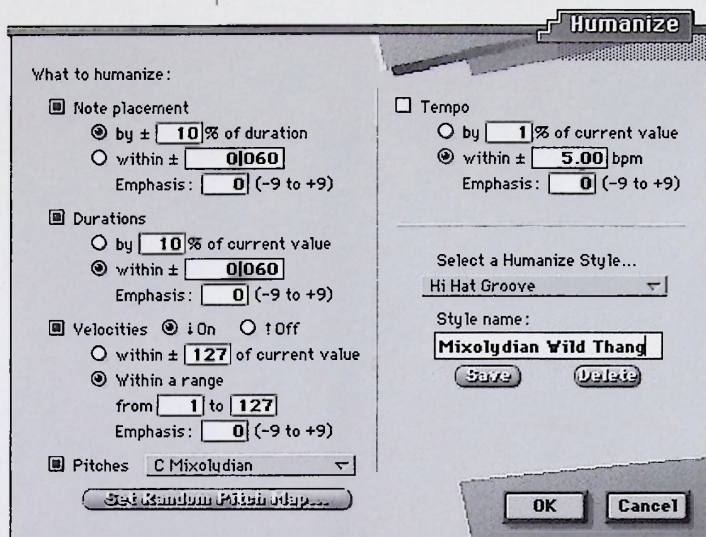 Humanize
What to humanize:
Note placement
by ± 10 % of duration
within ± 0|060
Emphasis: 0 (-9 to +9)
Durations
by 10 % of current value
within ± 0|060
Emphasis: 0 (-9 to +9)
Velocities ↓On ↑Off
within ± 127 of current value
Within a range
from 1 to 127
Emphasis: 0 (-9 to +9)
Pitches C Mixolydian
Set Random Pitch Map...
Tempo
by 1 % of current value
within ± 5.00 bpm
Emphasis: 0 (-9 to +9)
Select a Humanize Style...
Hi Hat Groove
Style name:
Mixolydian Wild Thang
Save Delete
OK Cancel